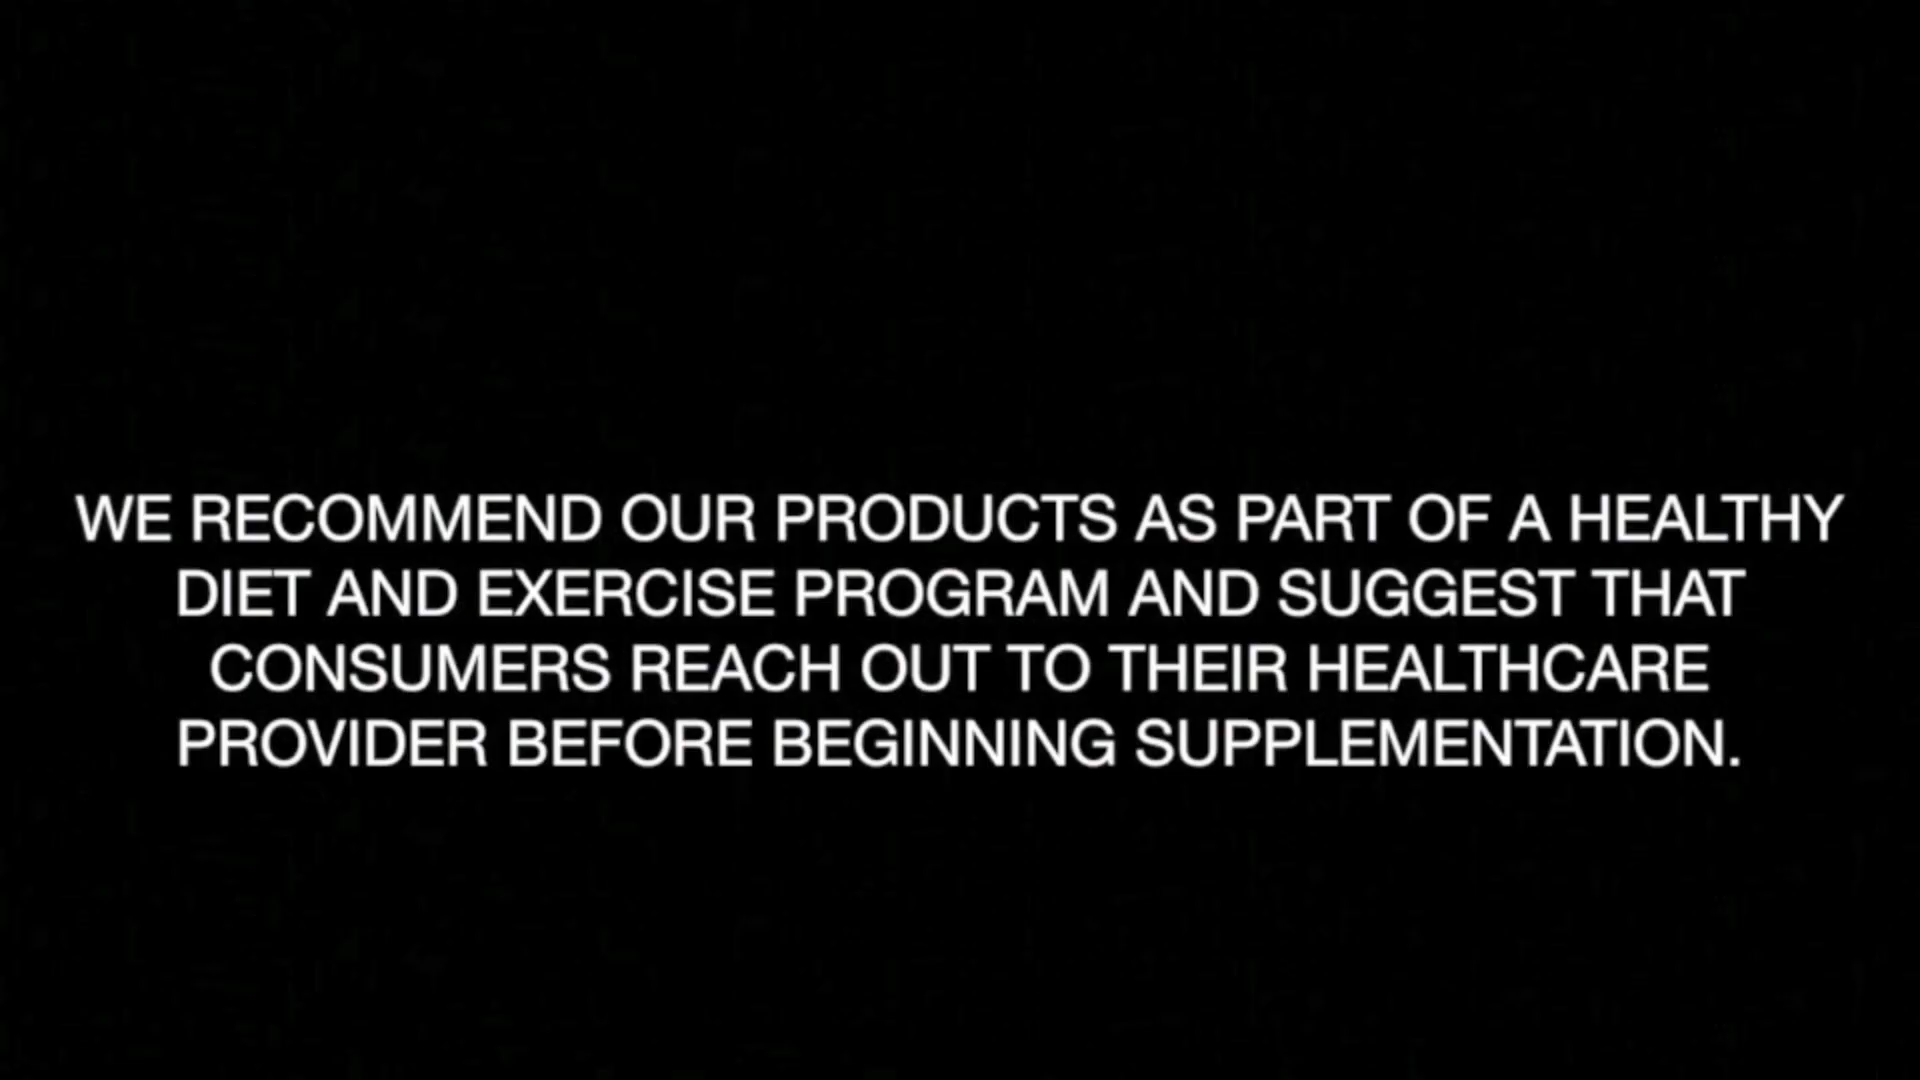 WE RECOMMEND OUR PRODUCTS AS PART OF A HEALTHY
DIET AND EXERCISE PROGRAM AND SUGGEST THAT
CONSUMERS REACH OUT TO THEIR HEALTHCARE
PROVIDER BEFORE BEGINNING SUPPLEMENTATION.